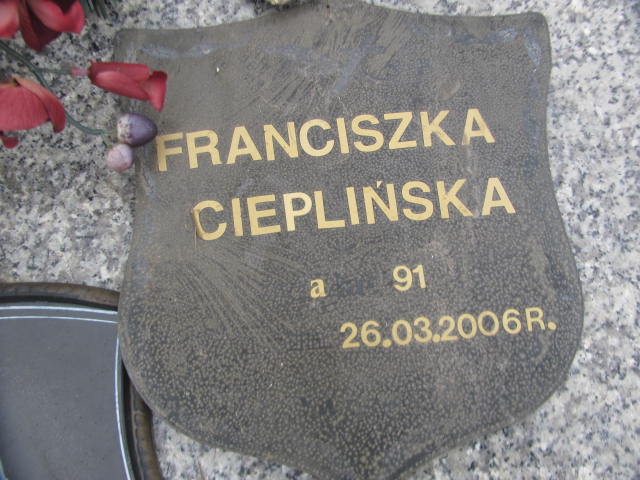 FRANCISZKA
CIEPLIŃSKA
a 91
26.03.2006R.